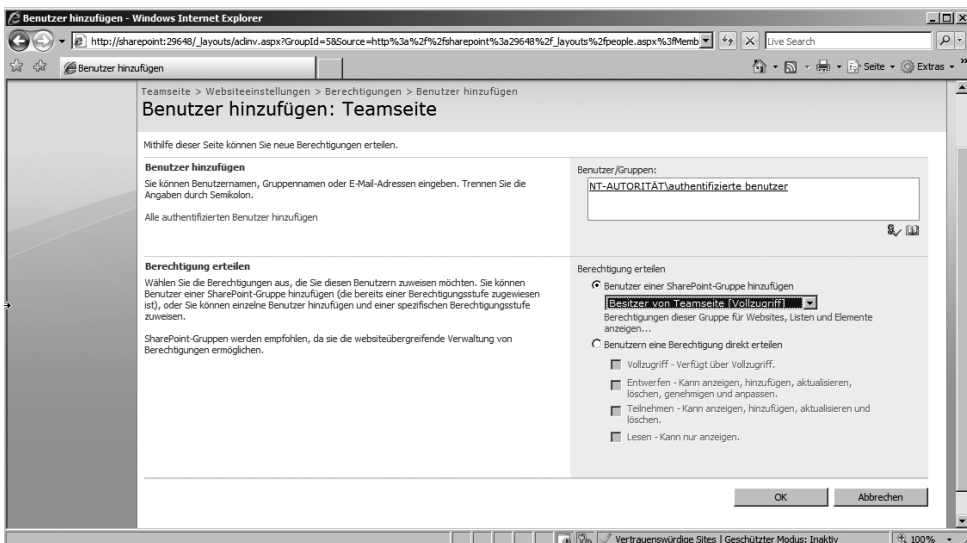 Benutzer hinzufügen - Windows Internet Explorer
http://sharepoint:29648/_layouts/adinv.aspx?GroupId=5&Source=http%3a%2f%2fsharepoint%3a29648%2f_layouts%2fpeople.aspx%3fMemb
Live Search
Benutzer hinzufügen
Seite
Extras
Teamseite > Websiteeinstellungen > Berechtigungen > Benutzer hinzufügen
Benutzer hinzufügen: Teamseite
Mithilfe dieser Seite können Sie neue Berechtigungen erteilen.
Benutzer hinzufügen
Sie können Benutzernamen, Gruppennamen oder E-Mail-Adressen eingeben. Trennen Sie die
Angaben durch Semikolon.
Alle authentifizierten Benutzer hinzufügen
Benutzer/Gruppen:
NT-AUTORITÄT\authentifizierte benutzer
Berechtigung erteilen
Wählen Sie die Berechtigungen aus, die Sie diesen Benutzern zuweisen möchten. Sie können
Benutzer einer SharePoint-Gruppe hinzufügen (die bereits einer Berechtigungsstufe zugewiesen
ist), oder Sie können einzelne Benutzer hinzufügen und einer spezifischen Berechtigungsstufe
zuweisen.
SharePoint-Gruppen werden empfohlen, da sie die websiteübergreifende Verwaltung von
Berechtigungen ermöglichen.
Berechtigung erteilen
Benutzer einer SharePoint-Gruppe hinzufügen
Besitzer von Teamseite [Vollzugriff]
Berechtigungen dieser Gruppe für Websites, Listen und Elemente
anzeigen...
Benutzern eine Berechtigung direkt erteilen
Vollzugriff - Verfügt über Vollzugriff.
Entwerfen - Kann anzeigen, hinzufügen, aktualisieren,
löschen, genehmigen und anpassen.
Teilnehmen - Kann anzeigen, hinzufügen, aktualisieren und
löschen.
Lesen - Kann nur anzeigen.
OK
Abbrechen
Vertrauenswürdige Sites | Geschützter Modus: Inaktiv
100%